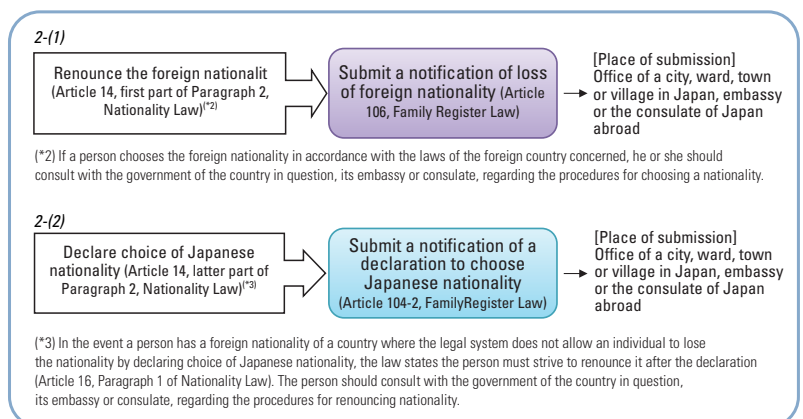 2-(1)
Renounce the foreign nationalit
(Article 14, first part of Paragraph 2,
Nationality Law)(*2)
Submit a notification of loss
of foreign nationality (Article
106, Family Register Law)
[Place of submission]
Office of a city, ward, town
or village in Japan, embassy
or the consulate of Japan
abroad
(*2) If a person chooses the foreign nationality in accordance with the laws of the foreign country concerned, he or she should
consult with the government of the country in question, its embassy or consulate, regarding the procedures for choosing a nationality.
2-(2)
Declare choice of Japanese
nationality (Article 14, latter part of
Paragraph 2, Nationality Law)(*3)
Submit a notification of a
declaration to choose
Japanese nationality
(Article 104-2, FamilyRegister Law)
[Place of submission]
Office of a city, ward, town
or village in Japan, embassy
or the consulate of Japan
abroad
(*3) In the event a person has a foreign nationality of a country where the legal system does not allow an individual to lose
the nationality by declaring choice of Japanese nationality, the law states the person must strive to renounce it after the declaration
(Article 16, Paragraph 1 of Nationality Law). The person should consult with the government of the country in question,
its embassy or consulate, regarding the procedures for renouncing nationality.